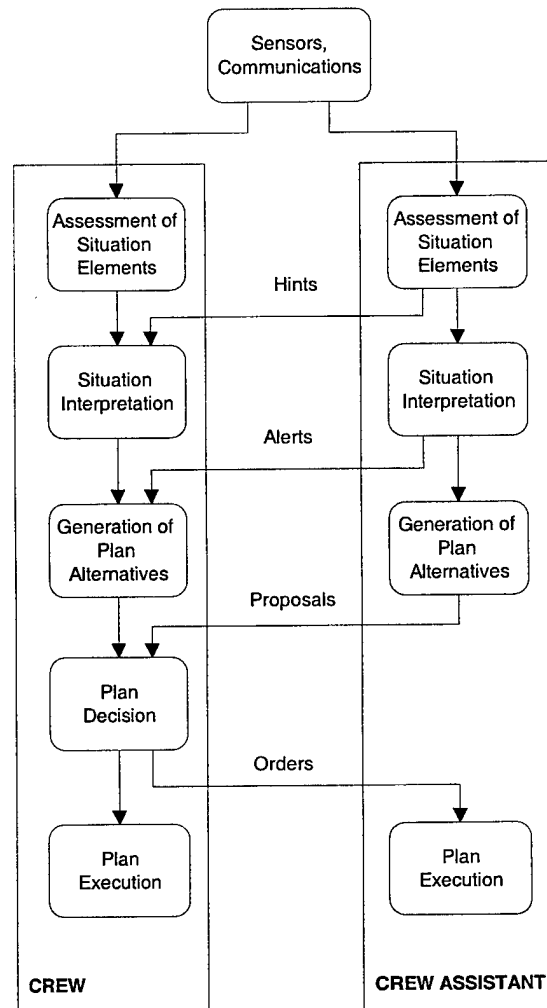 Sensors,
Communications
Assessment of
Situation
Elements
Assessment of
Situation
Elements
Hints
Situation
Interpretation
Situation
Interpretation
Alerts
Generation of
Plan
Alternatives
Generation of
Plan
Alternatives
Proposals
Plan
Decision
Orders
Plan
Execution
Plan
Execution
CREW
CREW ASSISTANT